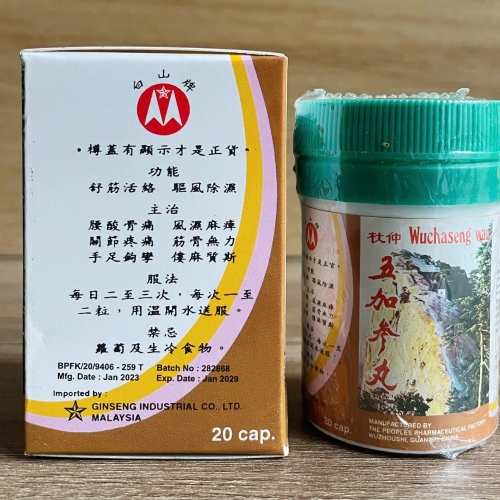 白山牌
•樽蓋有顯示才是正貨•
功能
舒筋活絡 驅風除濕
主治
腰酸骨痛 風濕麻痺
關節疼痛 筋骨無力
手足鉤攣 僂麻質斯
服法
每日二至三次，每次一至
二粒，用溫開水送服。
禁忌
蘿蔔及生冷食物。
BPFK/20/9406 - 259 T Batch No : 282868
Mfg. Date : Jan 2023 Exp. Date : Jan 2029
Imported by :
GINSENG INDUSTRIAL CO., LTD.
MALAYSIA
20 cap.
杜仲 Wuchaseng
五加參丸
20 cap.
MANUFACTURED BY
THE PEOPLES PHARMACEUTICAL
WUZHOUSHI, GUANGXI CHINA